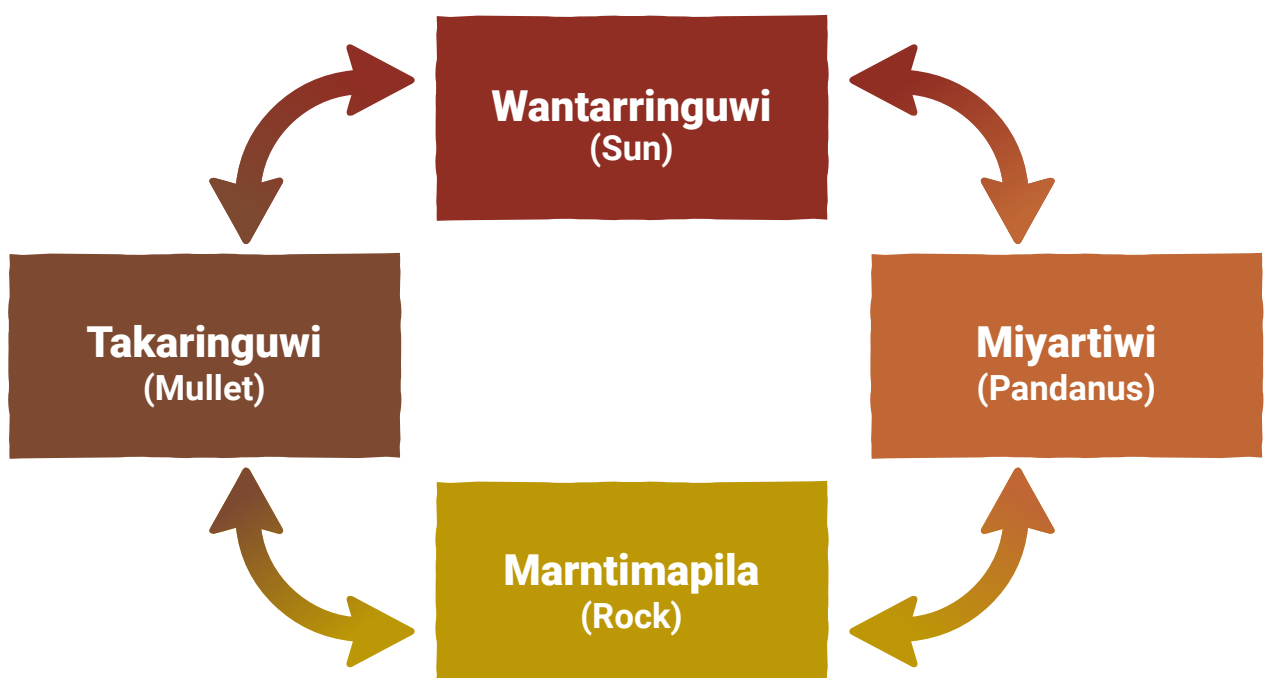 Wantarringuwi
(Sun)
Takaringuwi
(Mullet)
Miyartiwi
(Pandanus)
Marntimapila
(Rock)